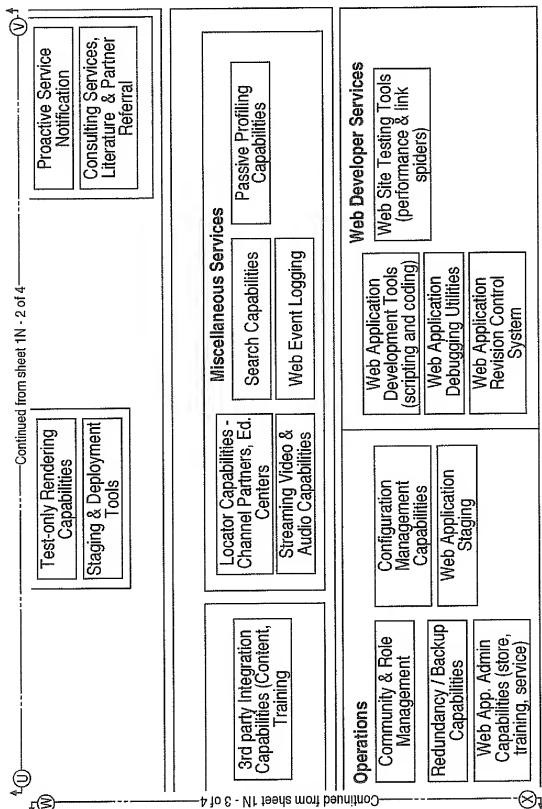 U
Continued from sheet 1N - 2 of 4
V
W
Test-only Rendering
Capabilities
Staging & Deployment
Tools
Proactive Service
Notification
Consulting Services,
Literature & Partner
Referral
3rd party Integration
Capabilities (Content,
Training
Miscellaneous Services
Locator Capabilities -
Channel Partners, Ed.
Centers
Streaming Video &
Audio Capabilities
Search Capabilities
Web Event Logging
Passive Profiling
Capabilities
Continued from sheet 1N - 3 of 4
Operations
Community & Role
Management
Redundancy / Backup
Capabilities
Web App. Admin
Capabilities (store,
training, service)
Configuration
Management
Capabilities
Web Application
Staging
Web Developer Services
Web Application
Development Tools
(scripting and coding)
Web Application
Debugging Utilities
Web Application
Revision Control
System
Web Site Testing Tools
(performance & link
spiders)
X